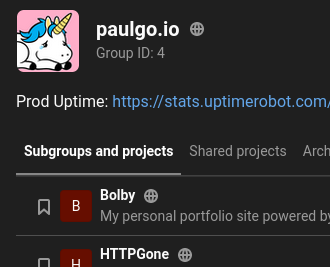 paulgo.io
Group ID: 4
Prod Uptime: https://stats.uptimerobot.com/
Subgroups and projects Shared projects Arch
B Bolby
My personal portfolio site powered by
H HTTPGone